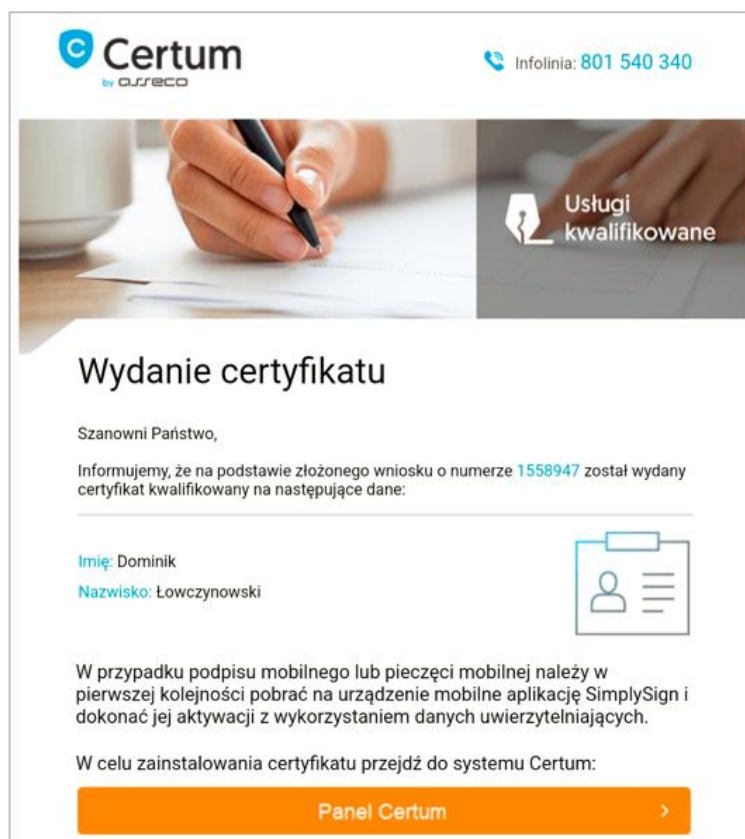 Certum
by asseco
Infolinia: 801 540 340
Usługi
kwalifikowane
Wydanie certyfikatu
Szanowni Państwo,
Informujemy, że na podstawie złożonego wniosku o numerze 1558947 został wydany
certyfikat kwalifikowany na następujące dane:
Imię: Dominik
Nazwisko: Łowczynowski
W przypadku podpisu mobilnego lub pieczęci mobilnej należy w
pierwszej kolejności pobrać na urządzenie mobilne aplikację SimplySign i
dokonać jej aktywacji z wykorzystaniem danych uwierzytelniających.
W celu zainstalowania certyfikatu przejdź do systemu Certum:
Panel Certum